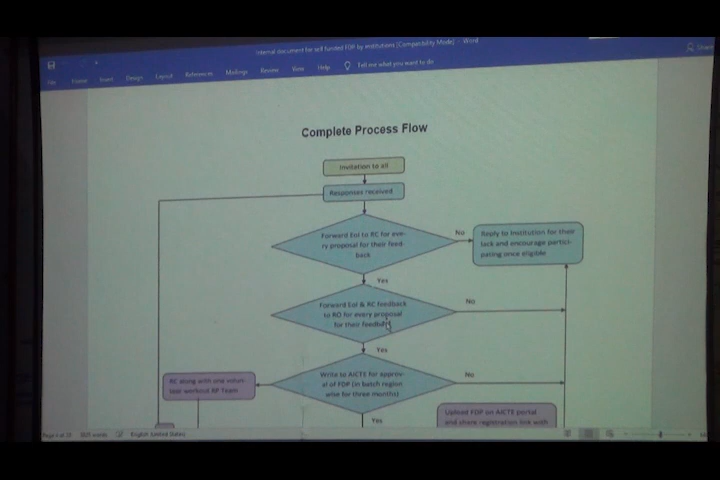 Internal document for self funded FDP by institutions [Compatibility Mode] - Word
File Home Insert Design Layout References Mailings Review View Help Tell me what you want to do Share
Complete Process Flow
Invitation to all
Responses received
Forward EoI to RC for eve-
ry proposal for their feed-
back
No
Reply to Institution for their
lack and encourage partici-
pating once eligible
Yes
Forward EoI & RC feedback
to RO for every proposal
for their feedback
No
Yes
Write to AICTE for approv-
al of FDP (in batch region
wise for three months)
No
RC along with one volun-
teer workout RP Team
Yes
Upload FDP on AICTE portal
and share registration link with
English (United States)